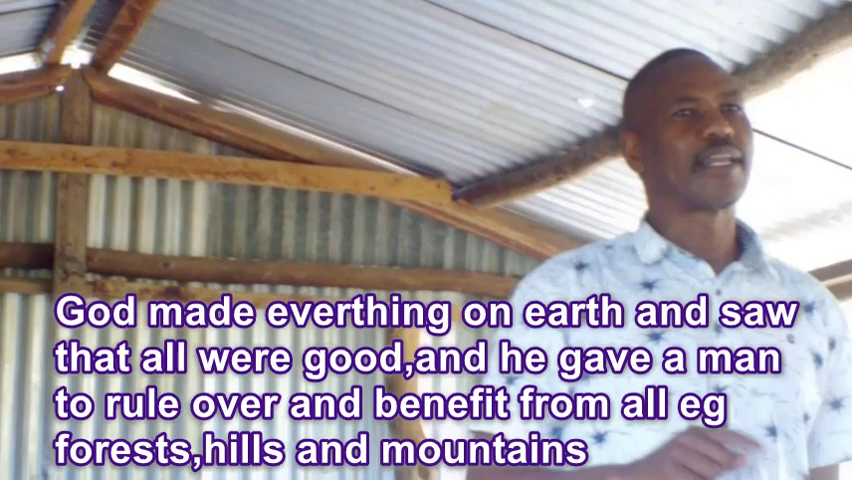 God made everthing on earth and saw
that all were good,and he gave a man
to rule over and benefit from all eg
forests,hills and mountains